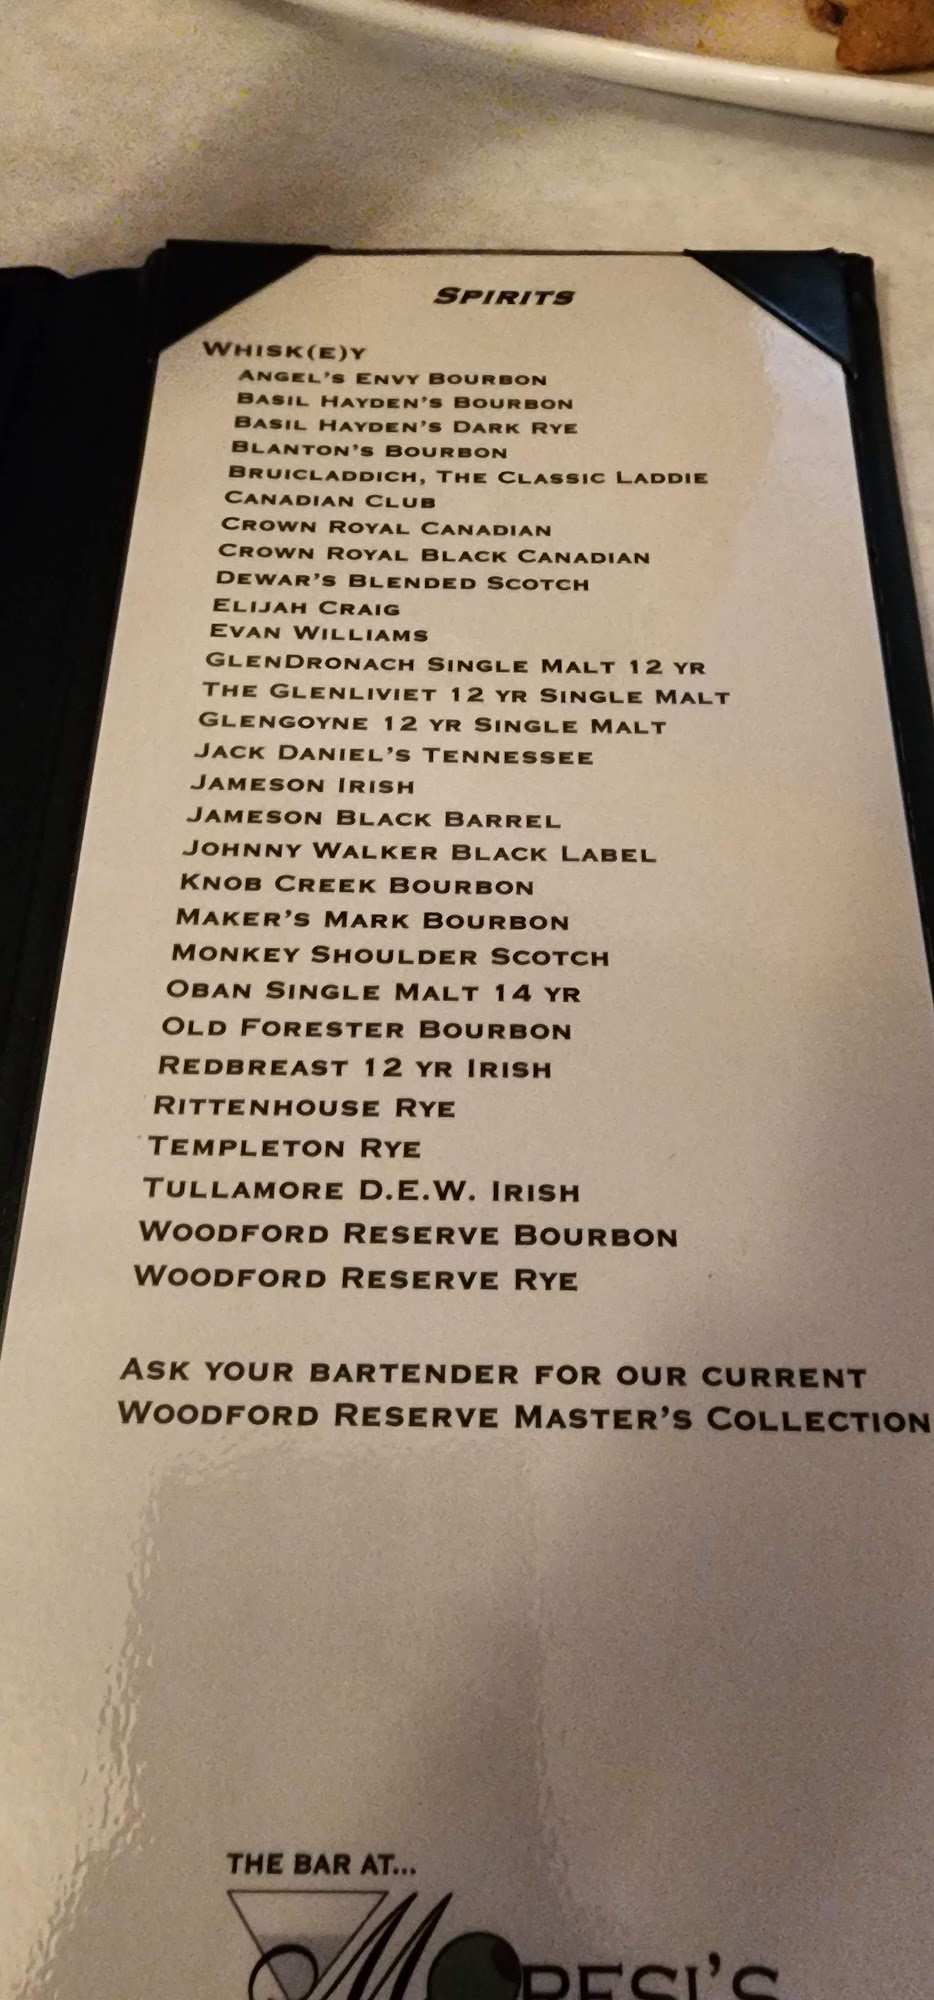 SPIRITS
WHISK(E)Y
ANGEL'S ENVY BOURBON
BASIL HAYDEN'S BOURBON
BASIL HAYDEN'S DARK RYE
BLANTON'S BOURBON
BRUICLADDICH, THE CLASSIC LADDIE
CANADIAN CLUB
CROWN ROYAL CANADIAN
CROWN ROYAL BLACK CANADIAN
DEWAR'S BLENDED SCOTCH
ELIJAH CRAIG
EVAN WILLIAMS
GLENDRONACH SINGLE MALT 12 YR
THE GLENLIVIET 12 YR SINGLE MALT
GLENGOYNE 12 YR SINGLE MALT
JACK DANIEL'S TENNESSEE
JAMESON IRISH
JAMESON BLACK BARREL
JOHNNY WALKER BLACK LABEL
KNOB CREEK BOURBON
MAKER'S MARK BOURBON
MONKEY SHOULDER SCOTCH
OBAN SINGLE MALT 14 YR
OLD FORESTER BOURBON
REDBREAST 12 YR IRISH
RITTENHOUSE RYE
TEMPLETON RYE
TULLAMORE D.E.W. IRISH
WOODFORD RESERVE BOURBON
WOODFORD RESERVE RYE
ASK YOUR BARTENDER FOR OUR CURRENT
WOODFORD RESERVE MASTER'S COLLECTION
THE BAR AT...
MORESI'S